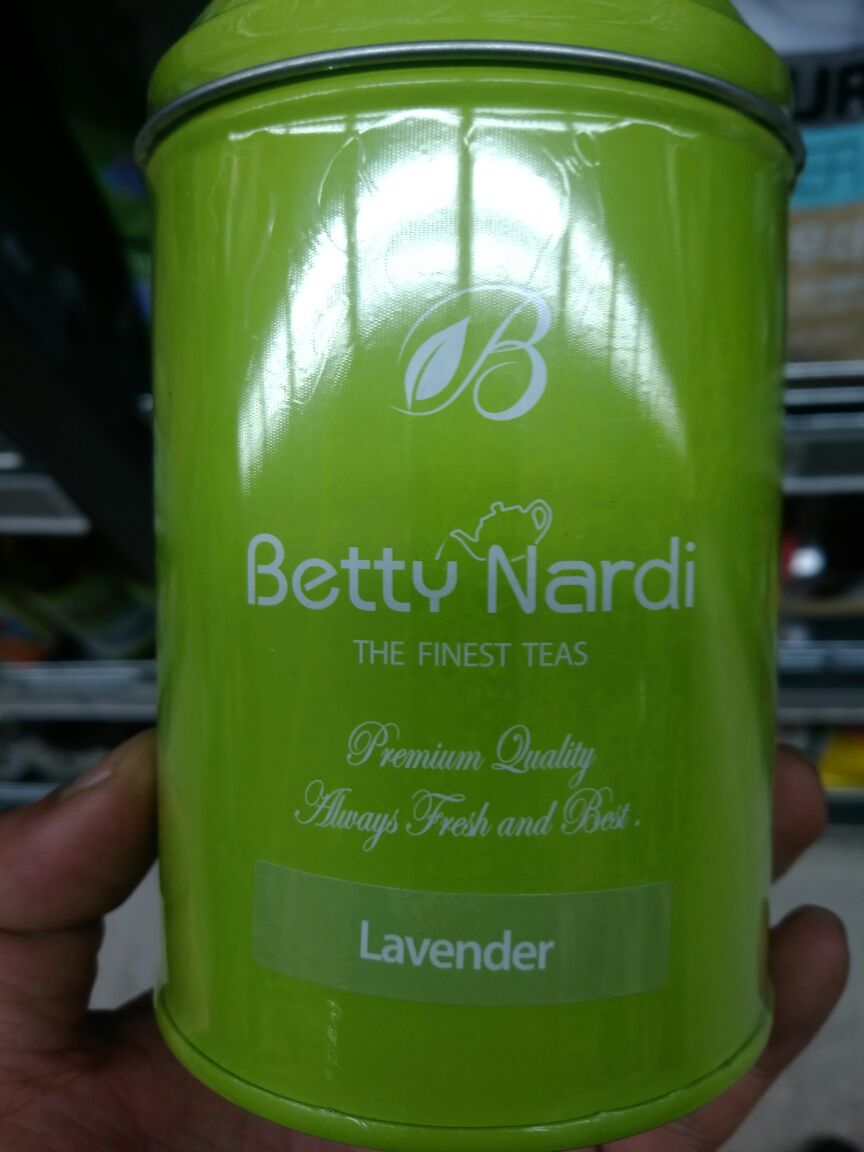 B
Betty Nardi
THE FINEST TEAS
Premium Quality
Always Fresh and Best.
Lavender